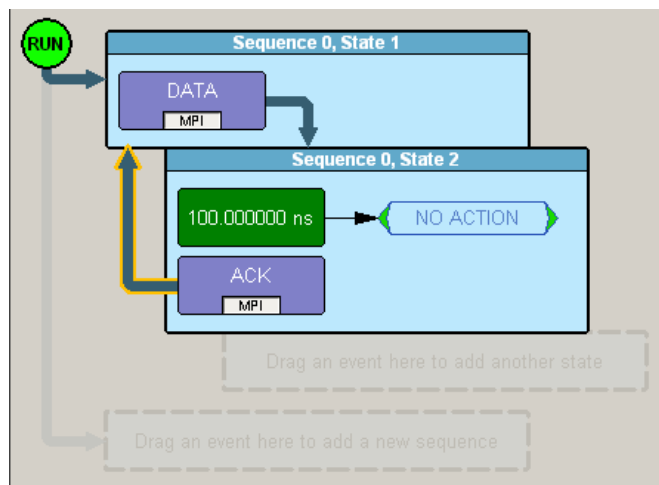 RUN
Sequence 0, State 1
DATA
MPI
Sequence 0, State 2
100.000000 ns
NO ACTION
ACK
MPI
Drag an event here to add another state
Drag an event here to add a new sequence